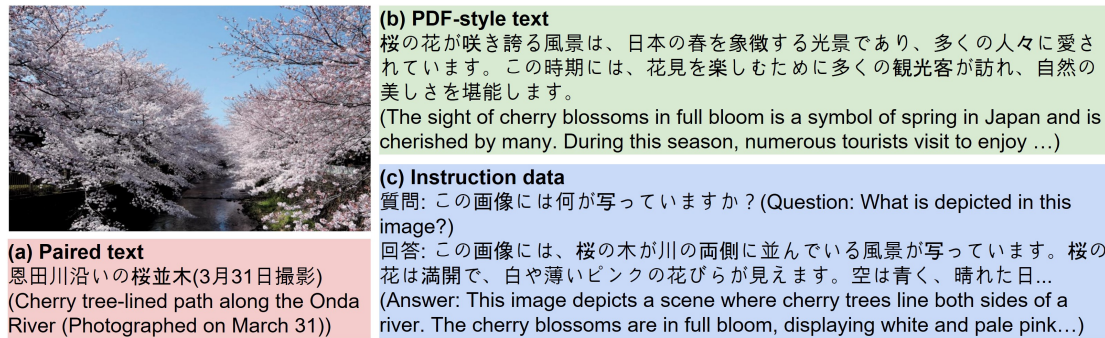 (a) Paired text
恩田川沿いの桜並木(3月31日撮影)
(Cherry tree-lined path along the Onda
River (Photographed on March 31))
(b) PDF-style text
桜の花が咲き誇る風景は、日本の春を象徴する光景であり、多くの人々に愛さ
れています。この時期には、花見を楽しむために多くの観光客が訪れ、自然の
美しさを堪能します。
(The sight of cherry blossoms in full bloom is a symbol of spring in Japan and is
cherished by many. During this season, numerous tourists visit to enjoy …)
(c) Instruction data
質問: この画像には何が写っていますか？(Question: What is depicted in this
image?)
回答: この画像には、桜の木が川の両側に並んでいる風景が写っています。桜の
花は満開で、白や薄いピンクの花びらが見えます。空は青く、晴れた日...
(Answer: This image depicts a scene where cherry trees line both sides of a
river. The cherry blossoms are in full bloom, displaying white and pale pink…)